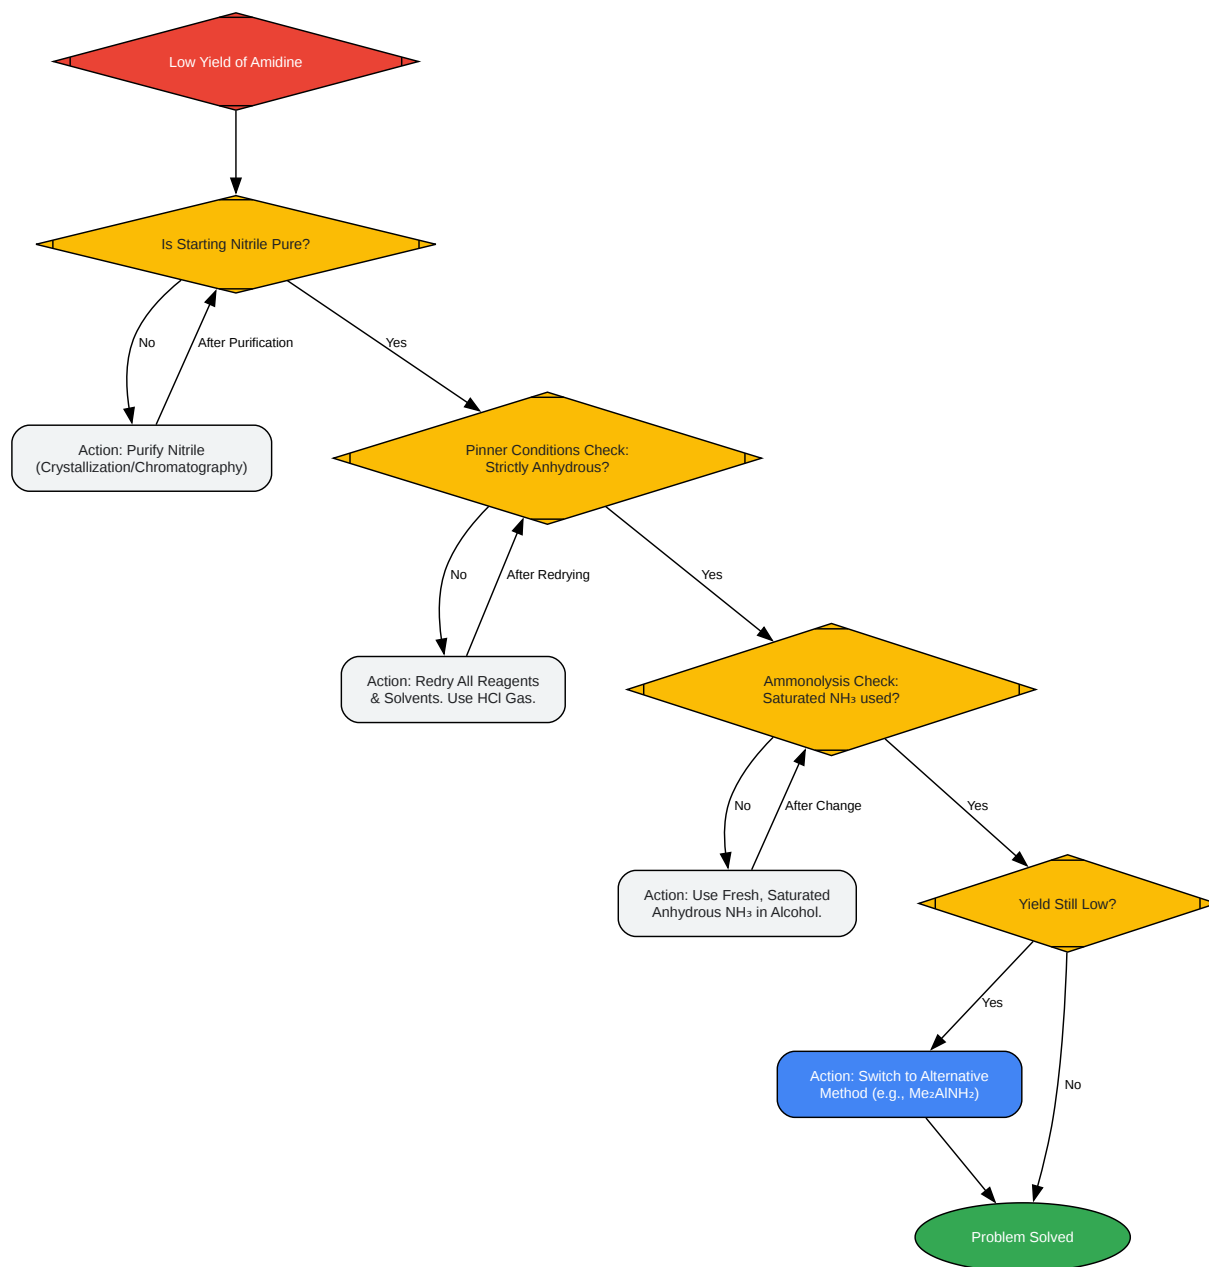 Low Yield of Amidine
Is Starting Nitrile Pure?
No
After Purification
Yes
Action: Purify Nitrile
(Crystallization/Chromatography)
Pinner Conditions Check:
Strictly Anhydrous?
No
After Redrying
Yes
Action: Redry All Reagents
& Solvents. Use HCl Gas.
Ammonolysis Check:
Saturated NH₃ used?
No
After Change
Yes
Action: Use Fresh, Saturated
Anhydrous NH₃ in Alcohol.
Yield Still Low?
Yes
No
Action: Switch to Alternative
Method (e.g., Me₂AlNH₂)
Problem Solved